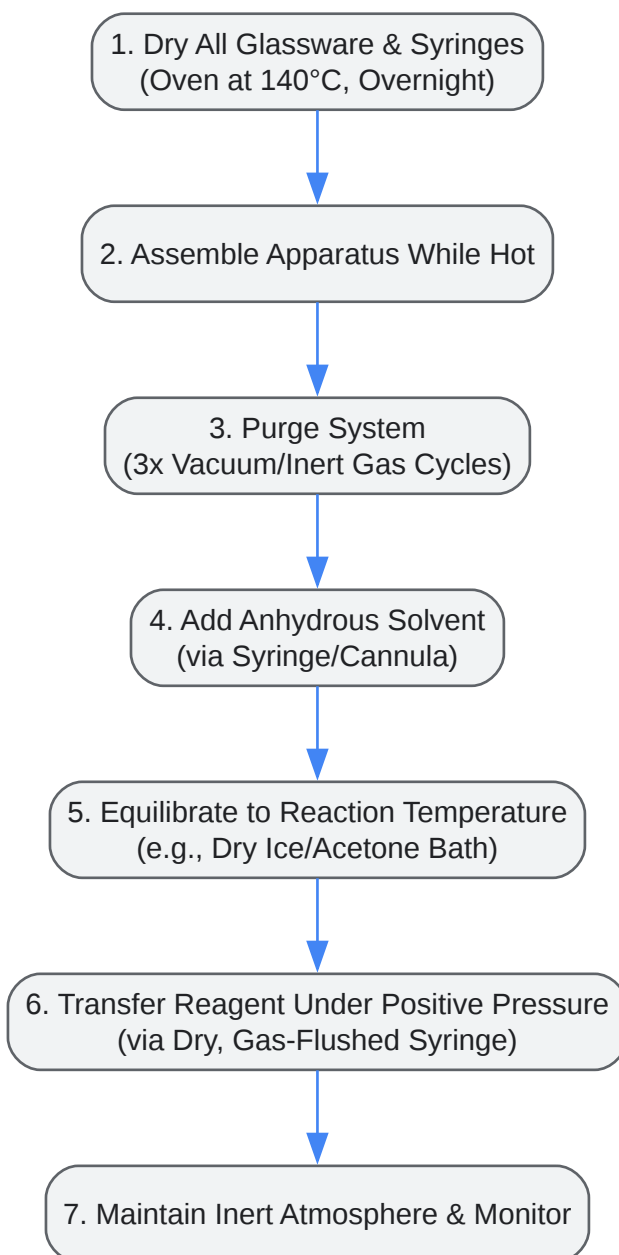 1. Dry All Glassware & Syringes
(Oven at 140°C, Overnight)
2. Assemble Apparatus While Hot
3. Purge System
(3x Vacuum/Inert Gas Cycles)
4. Add Anhydrous Solvent
(via Syringe/Cannula)
5. Equilibrate to Reaction Temperature
(e.g., Dry Ice/Acetone Bath)
6. Transfer Reagent Under Positive Pressure
(via Dry, Gas-Flushed Syringe)
7. Maintain Inert Atmosphere & Monitor